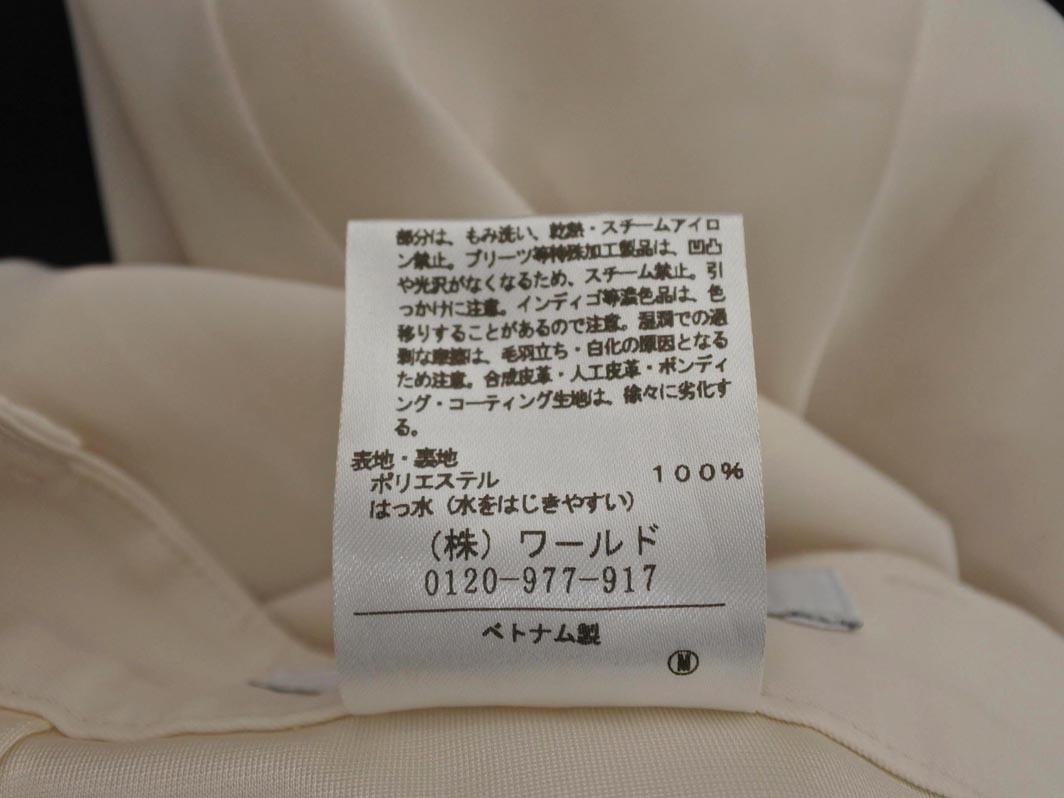 部分は、もみ洗い、乾熱・スチームアイロ
ン禁止。プリーツ等特殊加工製品は、凹凸
や光沢がなくなるため、スチーム禁止。引
っかけに注意。インディゴ等濃色品は、色
移りすることがあるので注意。湿潤での過
剰な摩擦は、毛羽立ち・白化の原因となる
ため注意。合成皮革・人工皮革・ボンディ
ング・コーティング生地は、徐々に劣化す
る。
表地・裏地
ポリエステル 100%
はっ水（水をはじきやすい）
（株）ワールド
0120-977-917
ベトナム製
Ⓜ